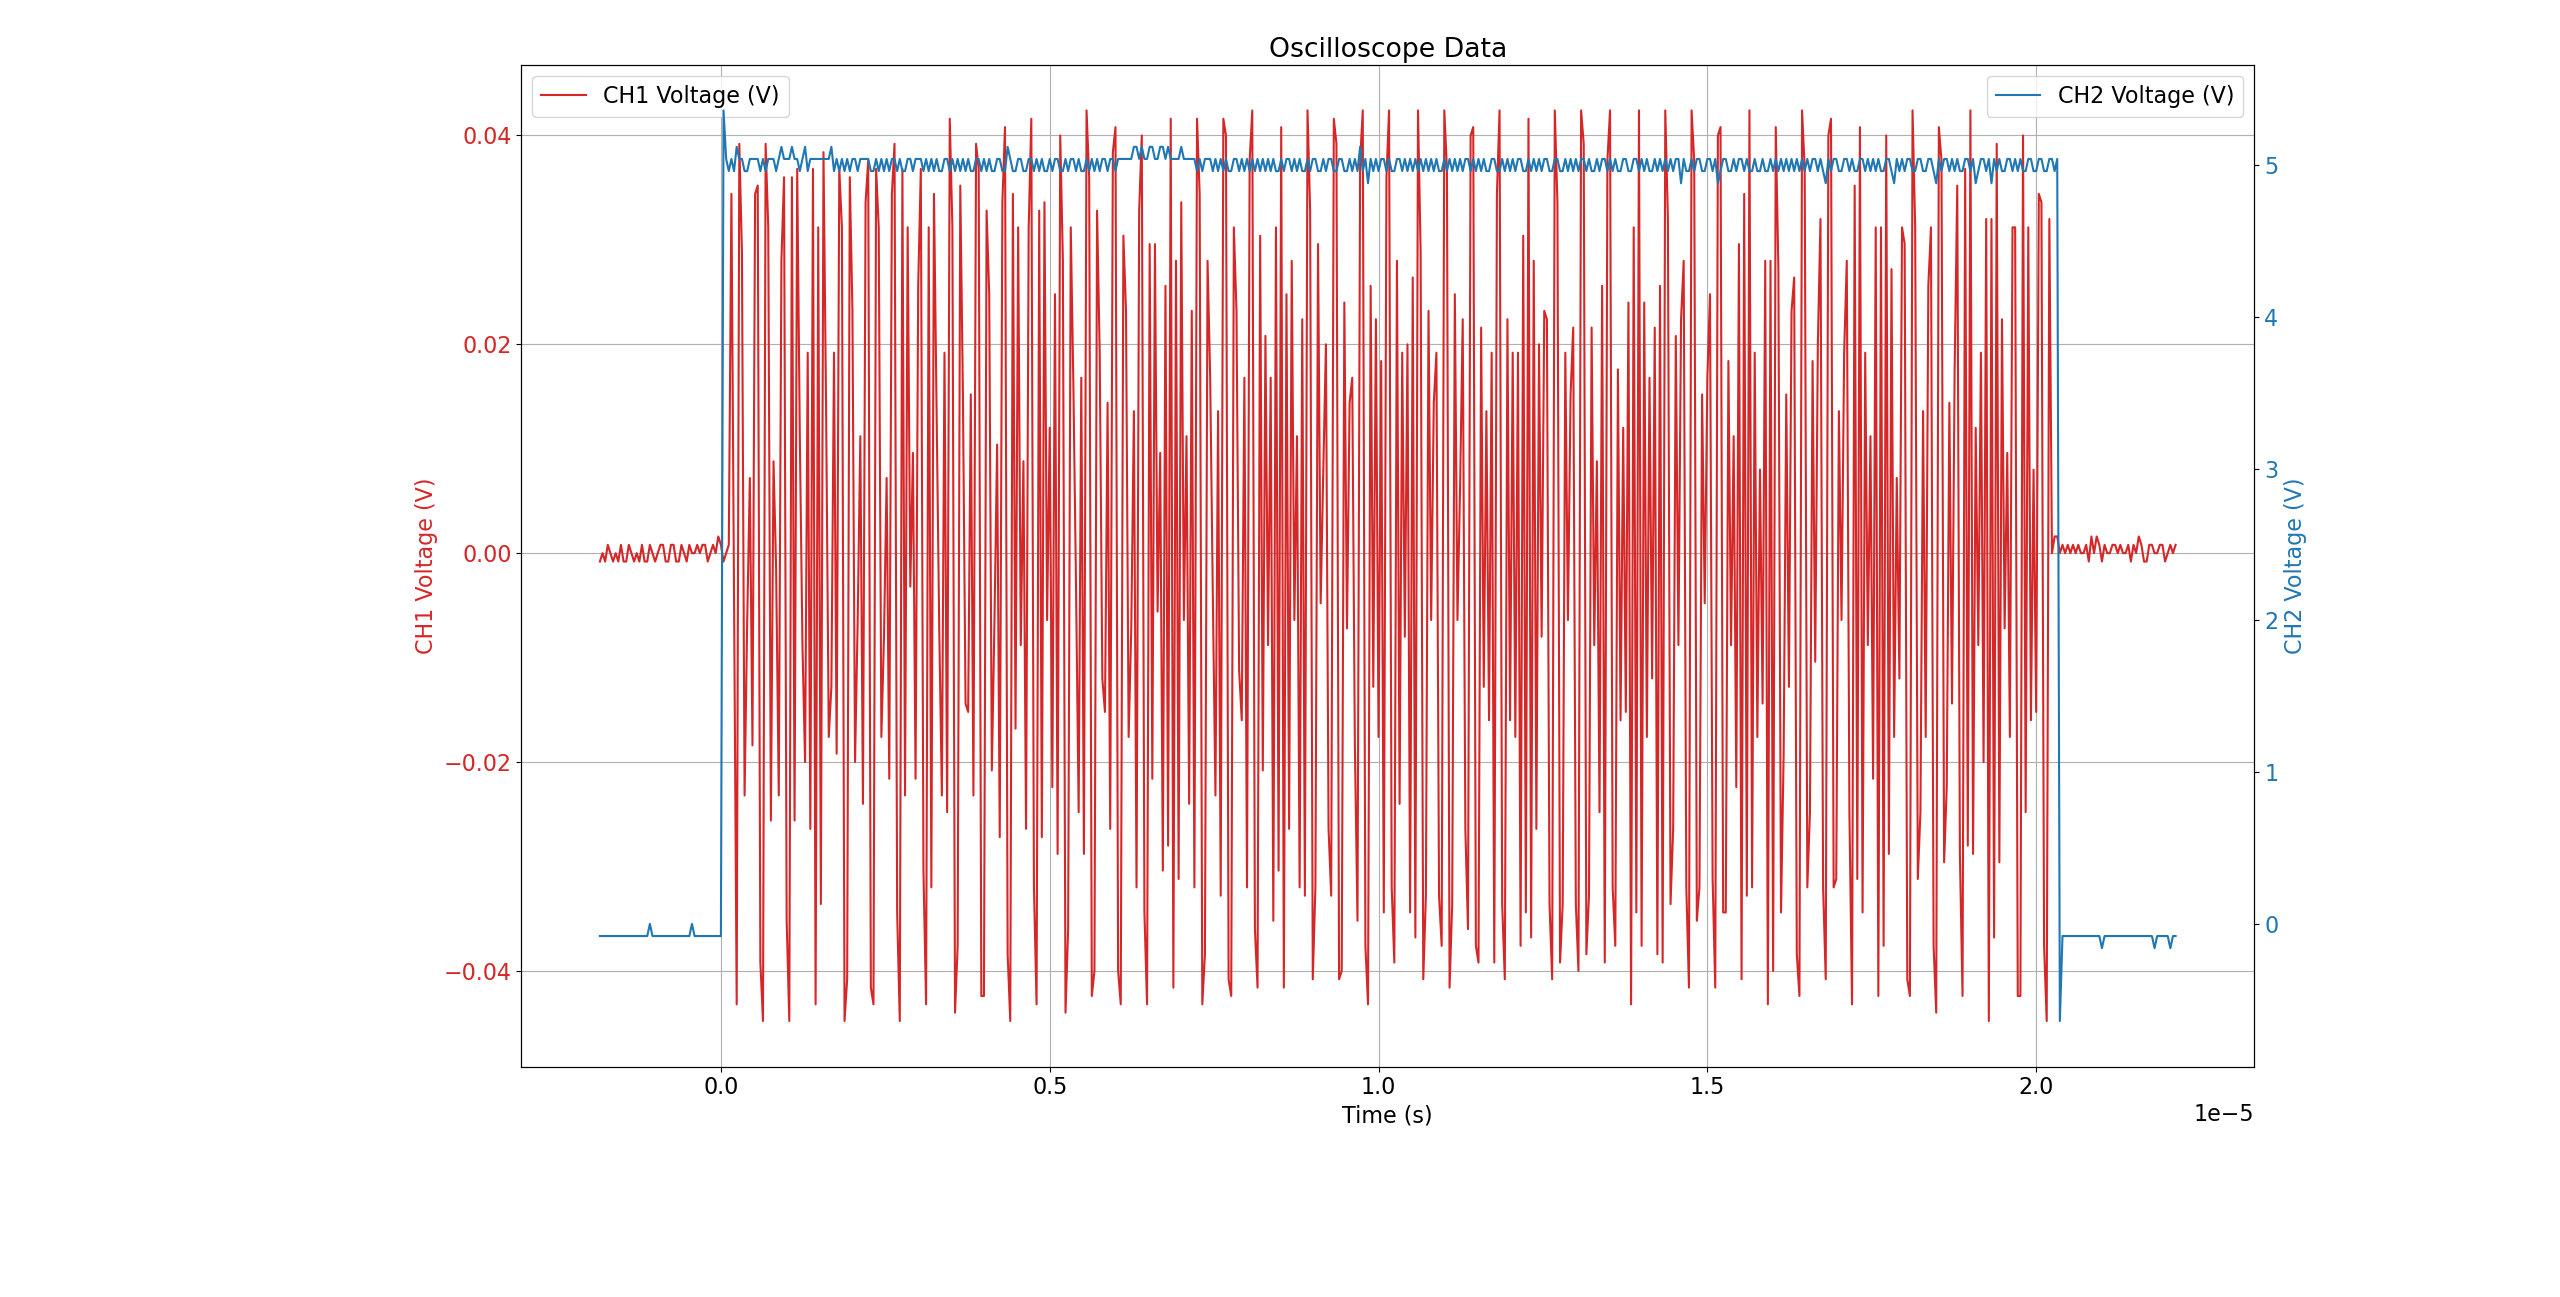 Oscilloscope Data
CH1 Voltage (V)
CH2 Voltage (V)
0.04
0.02
0.00
−0.02
−0.04
CH1 Voltage (V)
5
4
3
2
1
0
CH2 Voltage (V)
0.0 0.5 1.0 1.5 2.0
Time (s)
1e−5